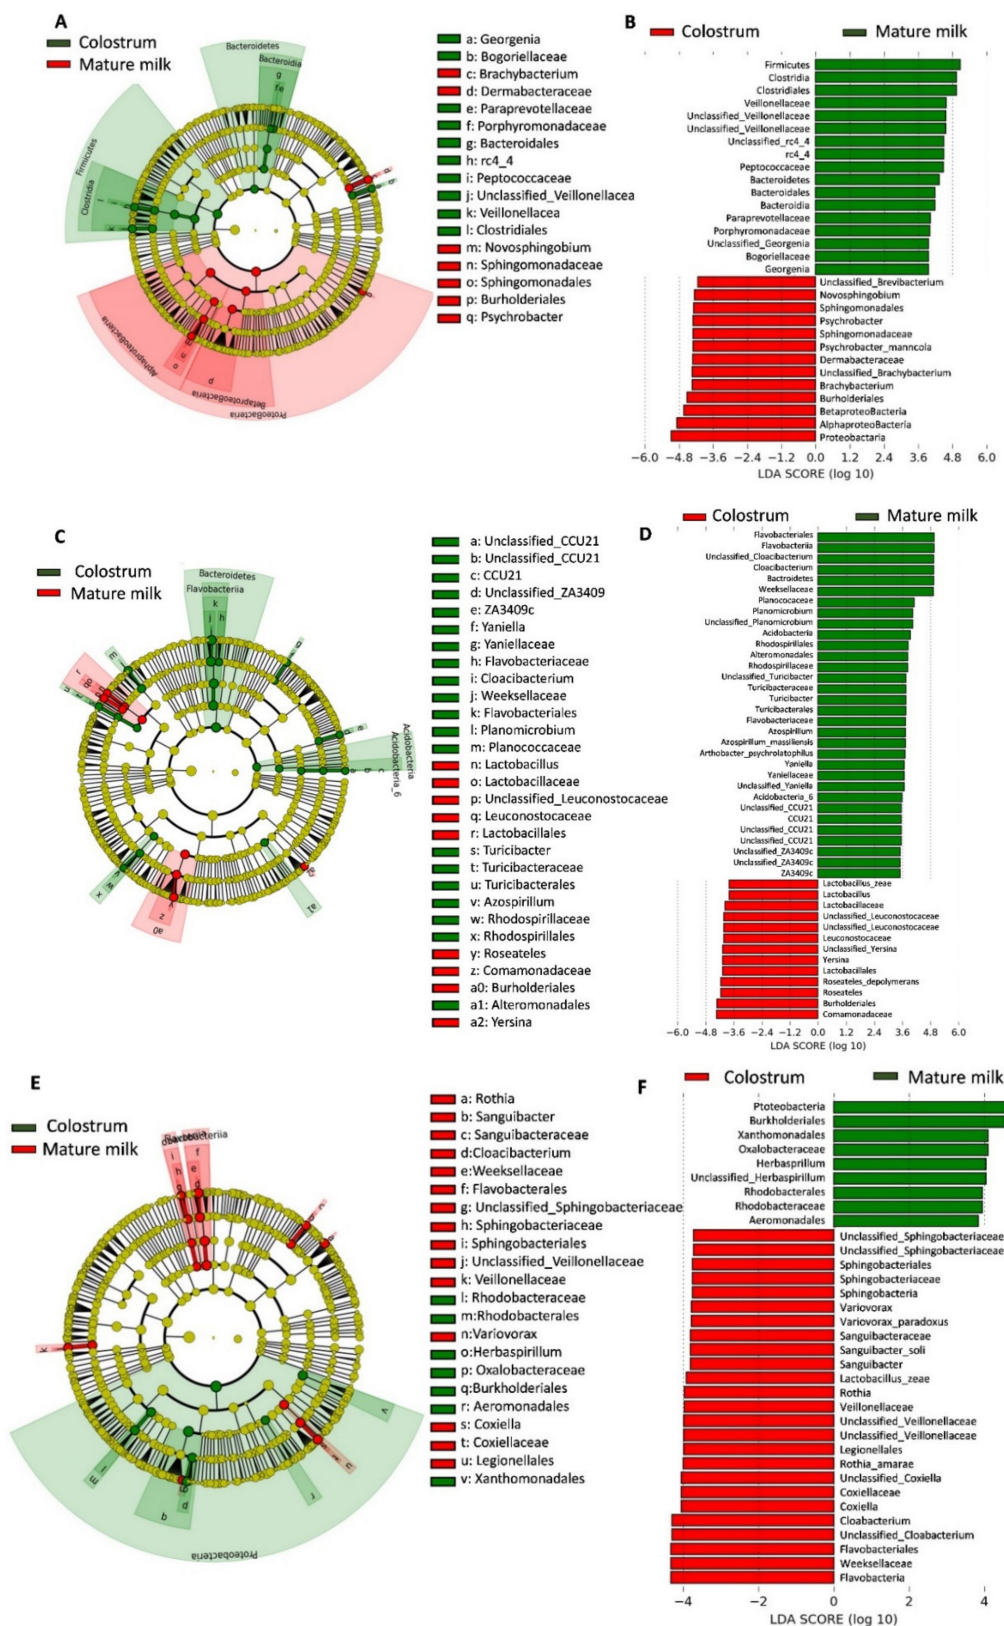 A
Colostrum
Mature milk
Bacteroidetes
Bacteroidia
g
f e
Firmicutes
Clostridia
AlphaproteoBacteria
BetaproteoBacteria
ProteoBacteria
o
n
p
a: Georgenia
b: Bogoriellaceae
c: Brachybacterium
d: Dermabacteraceae
e: Paraprevotellaceae
f: Porphyromonadaceae
g: Bacteroidales
h: rc4_4
i: Peptococcaceae
j: Unclassified_Veillonellacea
k: Veillonellacea
l: Clostridiales
m: Novosphingobium
n: Sphingomonadaceae
o: Sphingomonadales
p: Burholderiales
q: Psychrobacter
B
Colostrum
Mature milk
Firmicutes
Clostridia
Clostridiales
Veillonellaceae
Unclassified_Veillonellaceae
Unclassified_Veillonellaceae
Unclassified_rc4_4
rc4_4
Peptococcaceae
Bacteroidetes
Bacteroidales
Bacteroidia
Paraprevotellaceae
Porphyromonadaceae
Unclassified_Georgenia
Bogoriellaceae
Georgenia
Unclassified_Brevibacterium
Novosphingobium
Sphingomonadales
Psychrobacter
Sphingomonadaceae
Psychrobacter_manncola
Dermabacteraceae
Unclassified_Brachybacterium
Brachybacterium
Burholderiales
BetaproteoBacteria
AlphaproteoBacteria
Proteobactaria
−6.0 −4.8 −3.6 −2.4 −1.2 0.0 1.2 2.4 3.6 4.8 6.0
LDA SCORE (log 10)
C
Colostrum
Mature milk
Bacteroidetes
Flavobacteriia
k
j h
m
r
Acidobacteria
Acidobacteria_6
a b c
e
x
w
v
z
a0
a1
a: Unclassified_CCU21
b: Unclassified_CCU21
c: CCU21
d: Unclassified_ZA3409
e: ZA3409c
f: Yaniella
g: Yaniellaceae
h: Flavobacteriaceae
i: Cloacibacterium
j: Weeksellaceae
k: Flavobacteriales
l: Planomicrobium
m: Planococcaceae
n: Lactobacillus
o: Lactobacillaceae
p: Unclassified_Leuconostocaceae
q: Leuconostocaceae
r: Lactobacillales
s: Turicibacter
t: Turicibacteraceae
u: Turicibacterales
v: Azospirillum
w: Rhodospirillaceae
x: Rhodospirillales
y: Roseateles
z: Comamonadaceae
a0: Burholderiales
a1: Alteromonadales
a2: Yersina
D
Colostrum
Mature milk
Flavobacteriales
Flavobacteriia
Unclassified_Cloacibacterium
Cloacibacterium
Bactroidetes
Weeksellaceae
Planococaceae
Planomicrobium
Unclassified_Planomicrobium
Acidobacteria
Rhodospirillales
Alteromonadales
Rhodospirillaceae
Unclassified_Turicibacter
Turicibacteraceae
Turicibacter
Turicibacterales
Flavobacteriaceae
Azospirillum
Azospirillum_massiliensis
Arthobacter_psychrolatophilus
Yaniella
Yaniellaceae
Unclassified_Yaniella
Acidobacteria_6
Unclassified_CCU21
CCU21
Unclassified_CCU21
Unclassified_CCU21
Unclassified_ZA3409c
Unclassified_ZA3409c
ZA3409c
Lactobacillus_zeae
Lactobacillus
Lactobacillaceae
Unclassified_Leuconostocaceae
Unclassified_Leuconostocaceae
Leuconostocaceae
Unclassified_Yersina
Yersina
Lactobacillales
Roseateles_depolymerans
Roseateles
Burholderiales
Comamonadaceae
−6.0 −4.8 −3.6 −2.4 −1.2 0.0 1.2 2.4 3.6 4.8 6.0
LDA SCORE (log 10)
E
Colostrum
Mature milk
i
h
g
f
e
d
k
v
r
l
m
p
b
Proteobacteria
a: Rothia
b: Sanguibacter
c: Sanguibacteraceae
d:Cloacibacterium
e:Weeksellaceae
f: Flavobacterales
g: Unclassified_Sphingobacteriaceae
h: Sphingobacteriaceae
i: Sphingobacteriales
j: Unclassified_Veillonellaceae
k: Veillonellaceae
l: Rhodobacteraceae
m:Rhodobacterales
n:Variovorax
o:Herbaspirillum
p: Oxalobacteraceae
q:Burkholderiales
r: Aeromonadales
s: Coxiella
t: Coxiellaceae
u: Legionellales
v: Xanthomonadales
F
Colostrum
Mature milk
Ptoteobacteria
Burkholderiales
Xanthomonadales
Oxalobacteraceae
Herbasprillum
Unclassified_Herbaspirillum
Rhodobacterales
Rhodobacteraceae
Aeromonadales
Unclassified_Sphingobacteriaceae
Unclassified_Sphingobacteriaceae
Sphingobacteriales
Sphingobacteriaceae
Sphingobacteria
Variovorax
Variovorax_paradoxus
Sanguibacteraceae
Sanguibacter_soli
Sanguibacter
Lactobacillus_zeae
Rothia
Veillonellaceae
Unclassified_Veillonellaceae
Unclassified_Veillonellaceae
Legionellales
Rothia_amarae
Unclassified_Coxiella
Coxiellaceae
Coxiella
Cloabacterium
Unclassified_Cloabacterium
Flavobacteriales
Weeksellaceae
Flavobacteria
−4 −2 0 2 4
LDA SCORE (log 10)